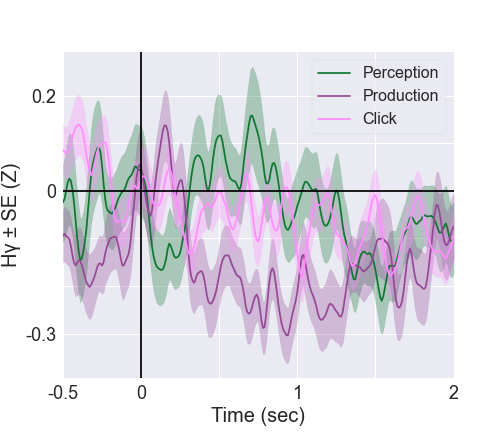 Perception
Production
Click
0.2
0
-0.3
Hγ ± SE (Z)
-0.5
0
1
2
Time (sec)